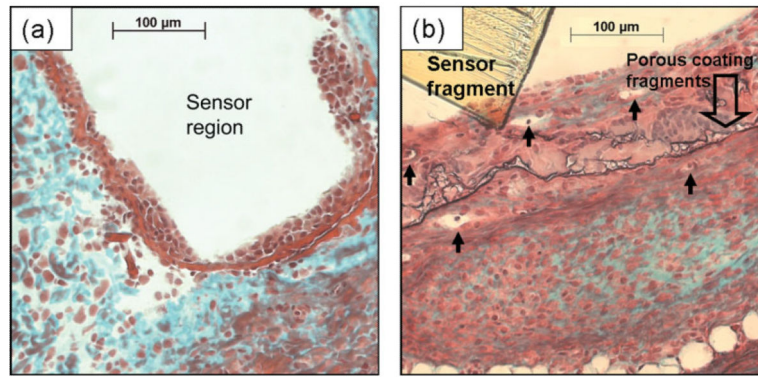 (a)
100 µm
Sensor
region
(b)
100 µm
Sensor
fragment
Porous coating
fragments